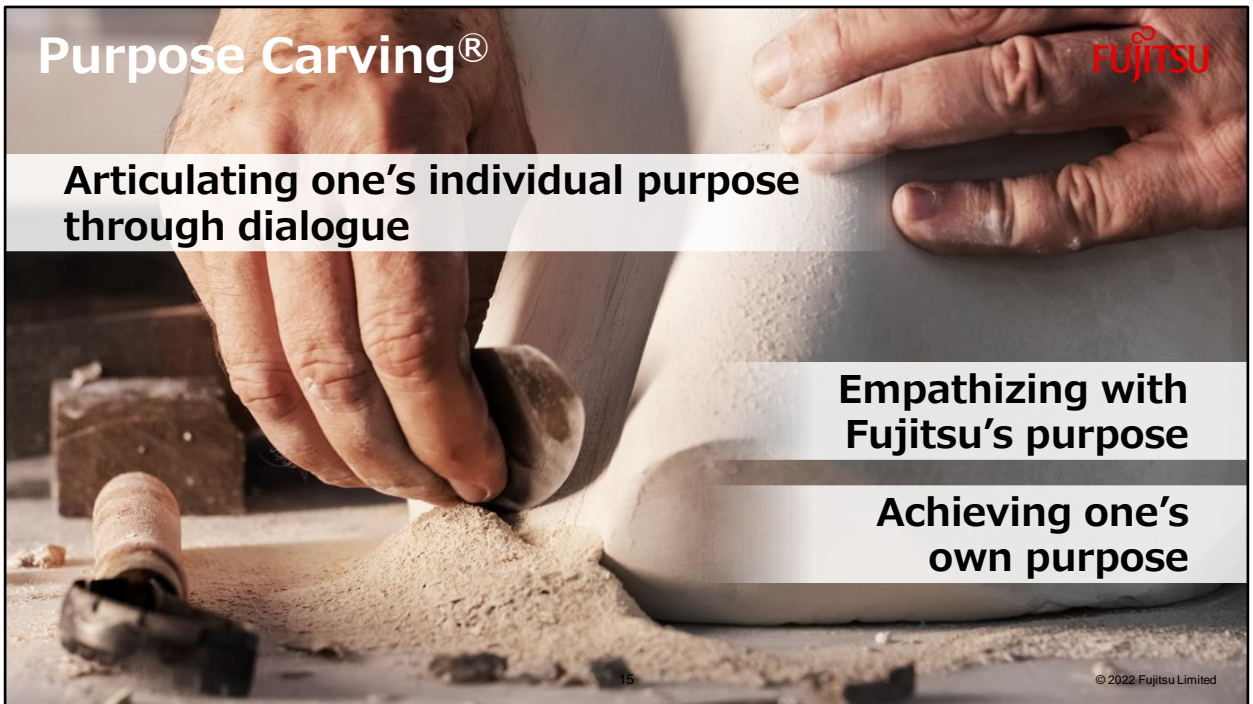 Purpose Carving®
FUJITSU
Articulating one’s individual purpose
through dialogue
Empathizing with
Fujitsu’s purpose
Achieving one’s
own purpose
15
© 2022 Fujitsu Limited